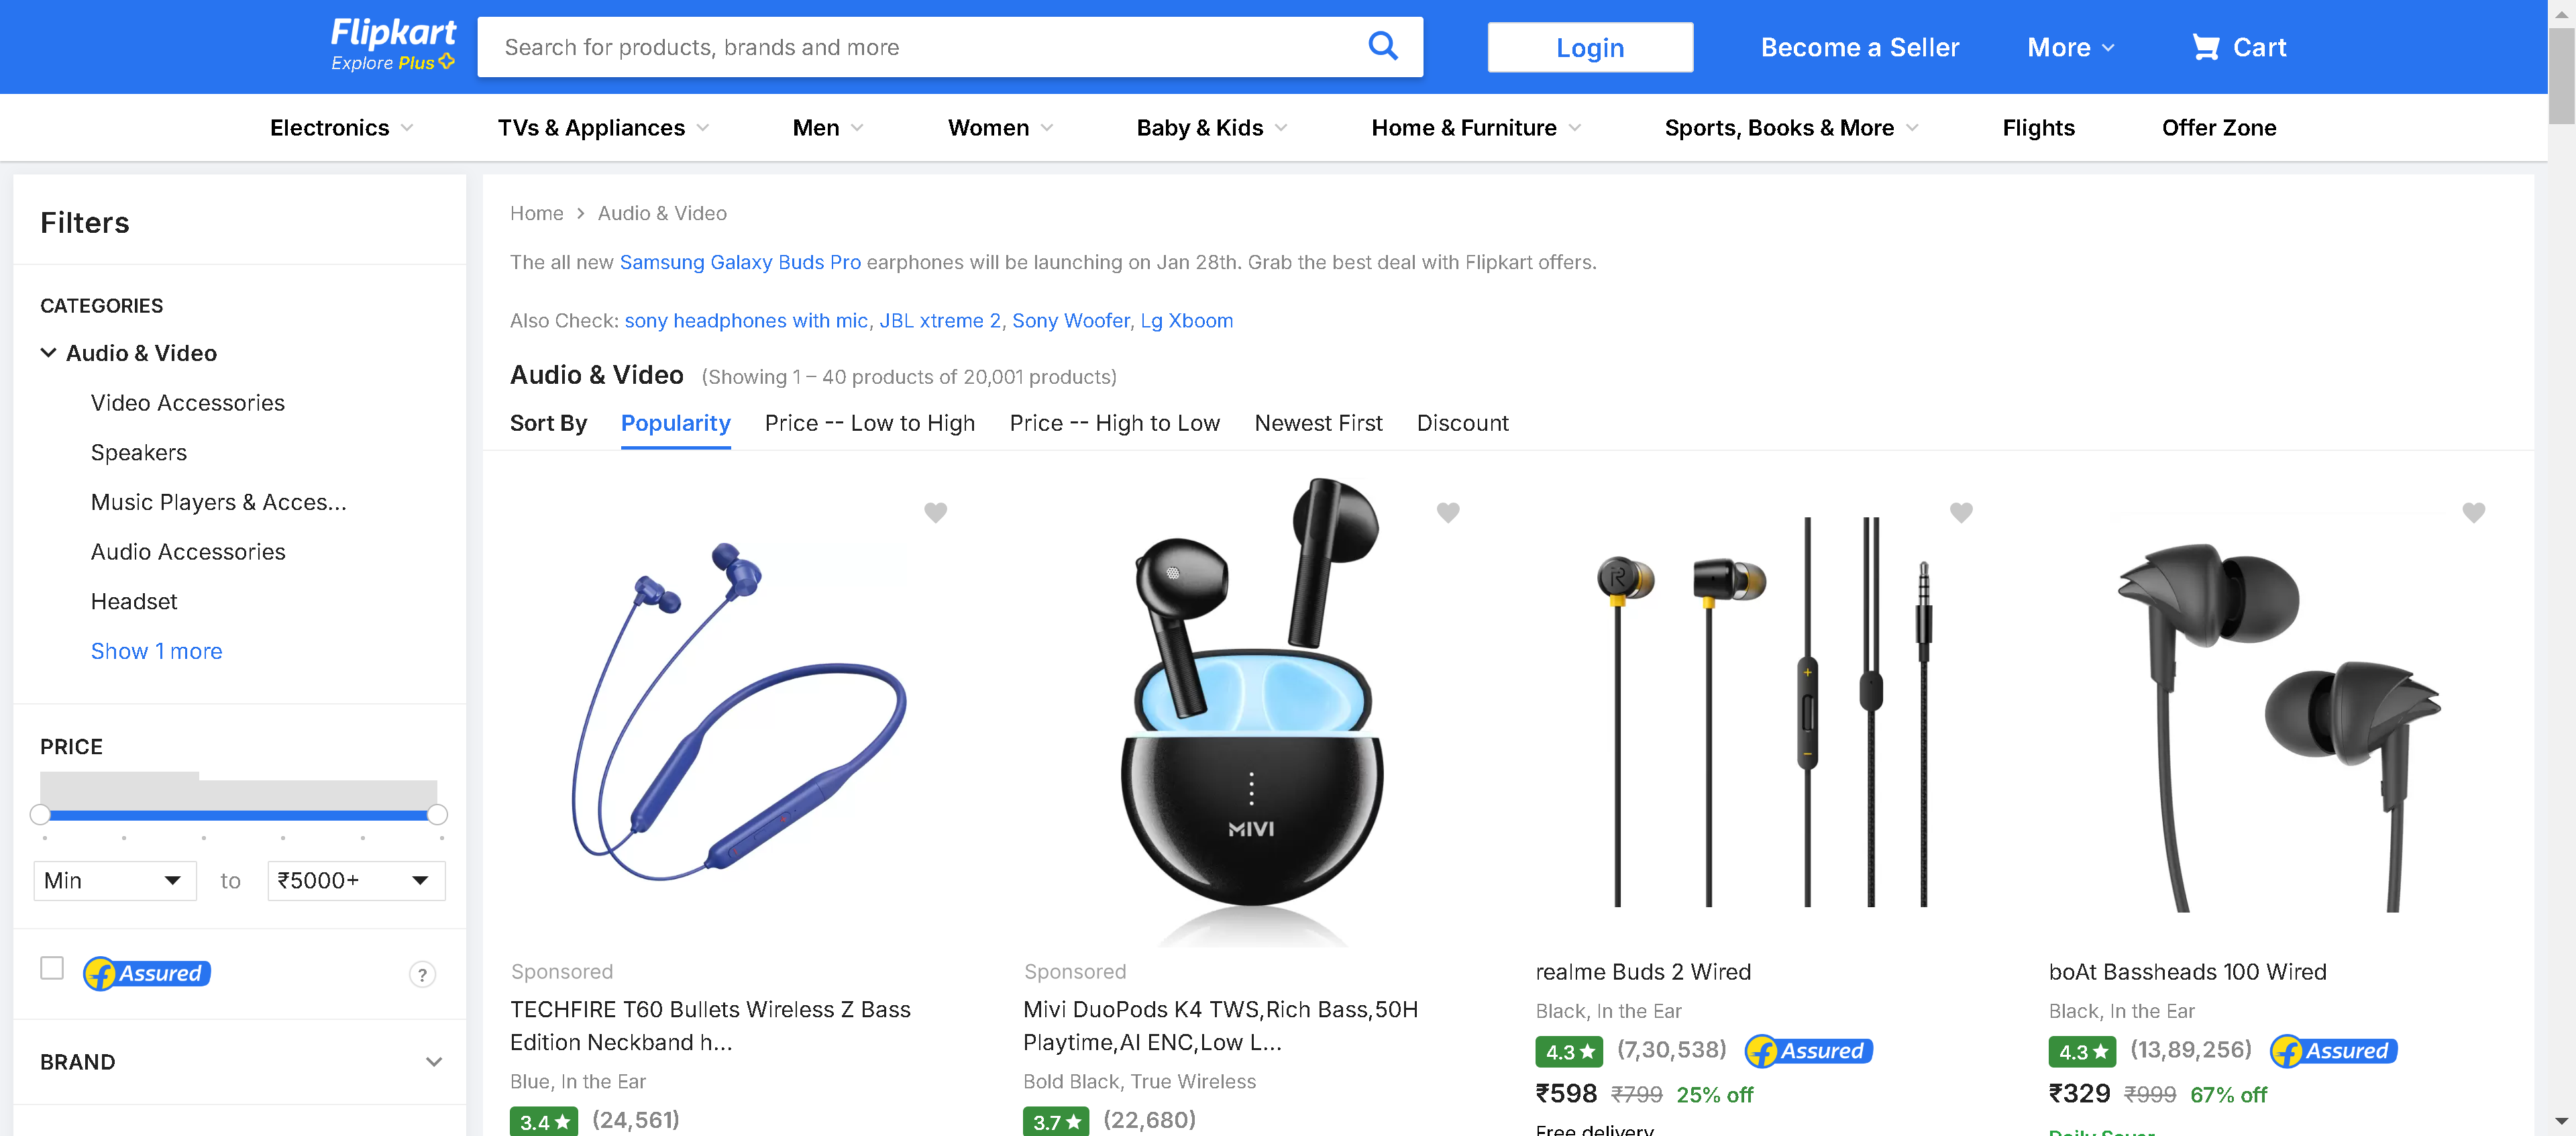 Flipkart
Explore Plus
Search for products, brands and more
Login
Become a Seller
More
Cart
Electronics
TVs & Appliances
Men
Women
Baby & Kids
Home & Furniture
Sports, Books & More
Flights
Offer Zone
Filters
CATEGORIES
Audio & Video
Video Accessories
Speakers
Music Players & Acces...
Audio Accessories
Headset
Show 1 more
PRICE
Min to ₹5000+
Assured
?
BRAND
Home > Audio & Video
The all new Samsung Galaxy Buds Pro earphones will be launching on Jan 28th. Grab the best deal with Flipkart offers.
Also Check: sony headphones with mic, JBL xtreme 2, Sony Woofer, Lg Xboom
Audio & Video (Showing 1 – 40 products of 20,001 products)
Sort By Popularity Price -- Low to High Price -- High to Low Newest First Discount
Sponsored
TECHFIRE T60 Bullets Wireless Z Bass
Edition Neckband h...
Blue, In the Ear
3.4★ (24,561)
MIVI
Sponsored
Mivi DuoPods K4 TWS,Rich Bass,50H
Playtime,AI ENC,Low L...
Bold Black, True Wireless
3.7★ (22,680)
realme Buds 2 Wired
Black, In the Ear
4.3★ (7,30,538) Assured
₹598 ₹799 25% off
Free delivery
boAt Bassheads 100 Wired
Black, In the Ear
4.3★ (13,89,256) Assured
₹329 ₹999 67% off
Daily Saver